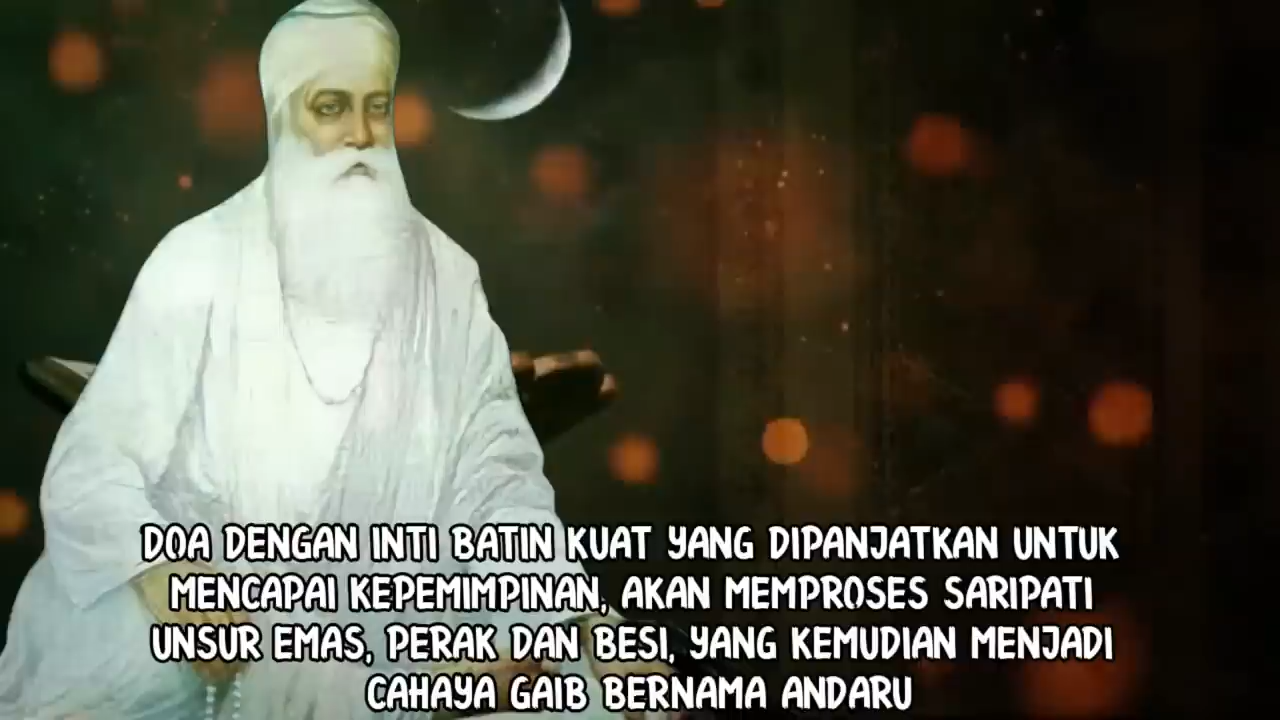 DOA DENGAN INTI BATIN KUAT YANG DIPANJATKAN UNTUK
MENCAPAI KEPEMIMPINAN, AKAN MEMPROSES SARIPATI
UNSUR EMAS, PERAK DAN BESI, YANG KEMUDIAN MENJADI
CAHAYA GAIB BERNAMA ANDARU